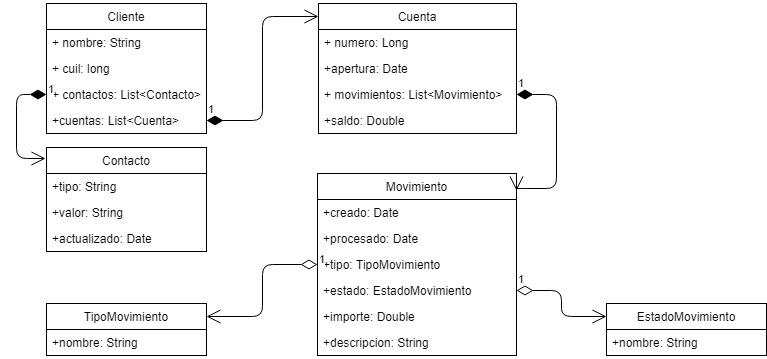 Cliente
+ nombre: String
+ cuil: long
+ contactos: List<Contacto>
+cuentas: List<Cuenta>
1
1
Cuenta
+ numero: Long
+apertura: Date
+ movimientos: List<Movimiento>
+saldo: Double
1
Contacto
+tipo: String
+valor: String
+actualizado: Date
Movimiento
+creado: Date
+procesado: Date
+tipo: TipoMovimiento
+estado: EstadoMovimiento
+importe: Double
+descripcion: String
1
1
TipoMovimiento
+nombre: String
EstadoMovimiento
+nombre: String